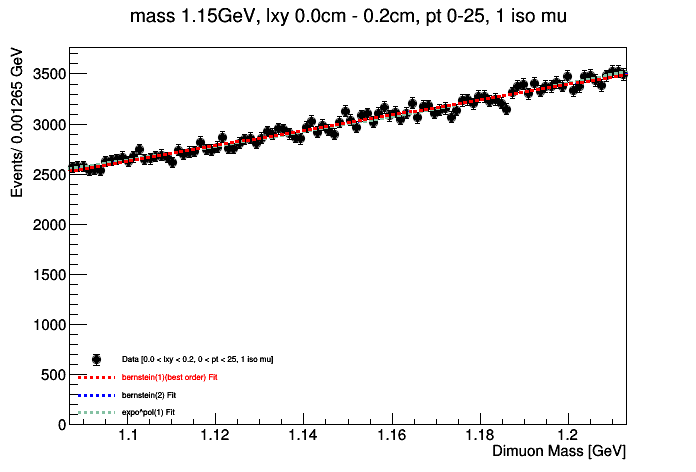 mass 1.15GeV, lxy 0.0cm - 0.2cm, pt 0-25, 1 iso mu
Events/ 0.001265 GeV
3500
3000
2500
2000
1500
1000
500
0
Data [0.0 < lxy < 0.2, 0 < pt < 25, 1 iso mu]
bernstein(1)(best order) Fit
bernstein(2) Fit
expo^pol(1) Fit
1.1 1.12 1.14 1.16 1.18 1.2
Dimuon Mass [GeV]